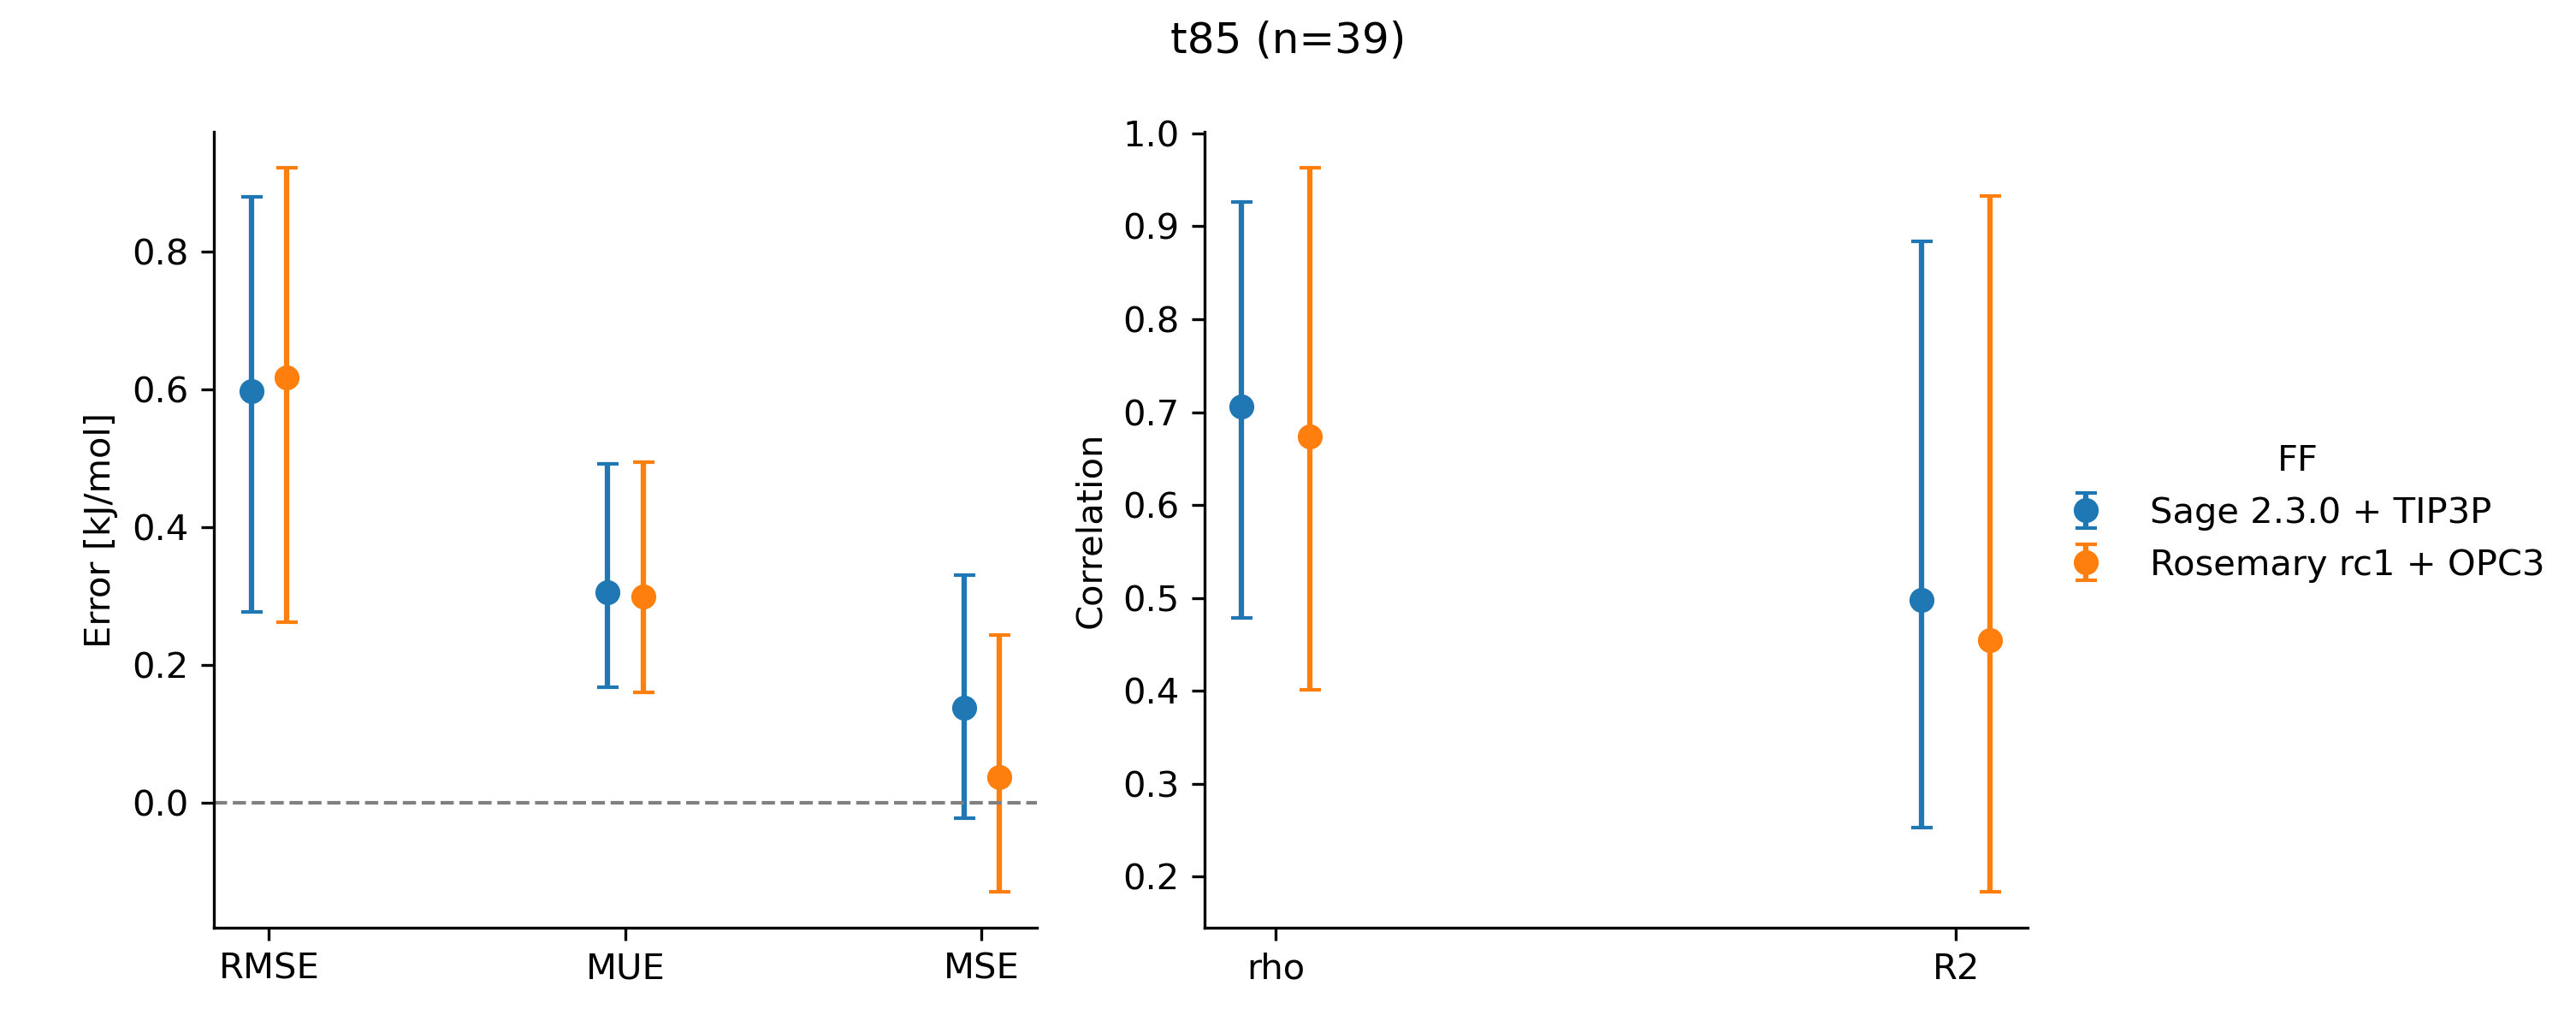 t85 (n=39)
Error [kJ/mol]
0.8
0.6
0.4
0.2
0.0
RMSE
MUE
MSE
Correlation
1.0
0.9
0.8
0.7
0.6
0.5
0.4
0.3
0.2
rho
R2
FF
Sage 2.3.0 + TIP3P
Rosemary rc1 + OPC3